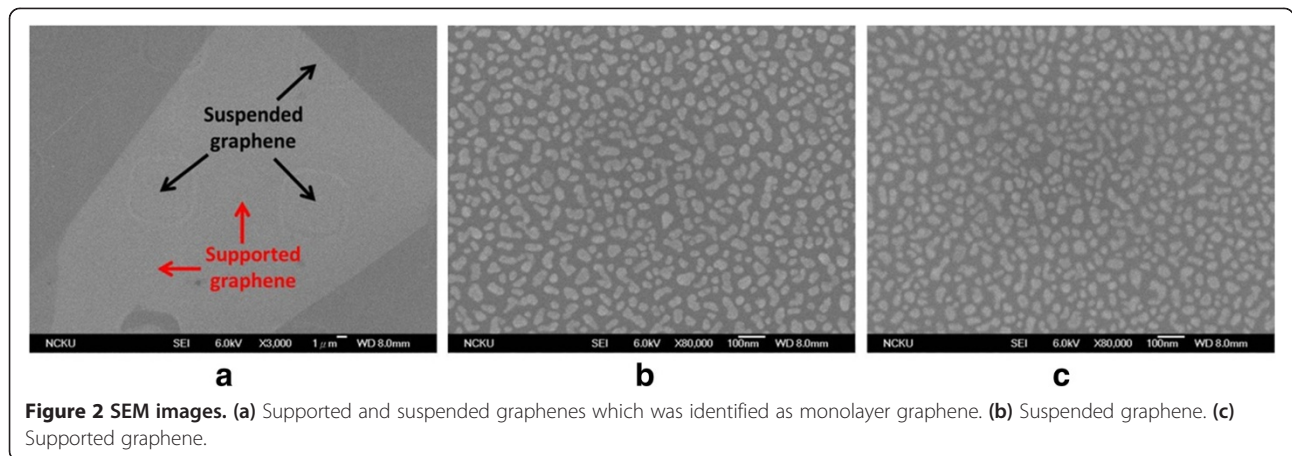 Suspended
graphene
Supported
graphene
NCKU SEI 6.0kV X3,000 1μm WD 8.0mm
NCKU SEI 6.0kV X80,000 100nm WD 8.0mm
NCKU SEI 6.0kV X80,000 100nm WD 8.0mm
a
b
c
Figure 2 SEM images. (a) Supported and suspended graphenes which was identified as monolayer graphene. (b) Suspended graphene. (c)
Supported graphene.